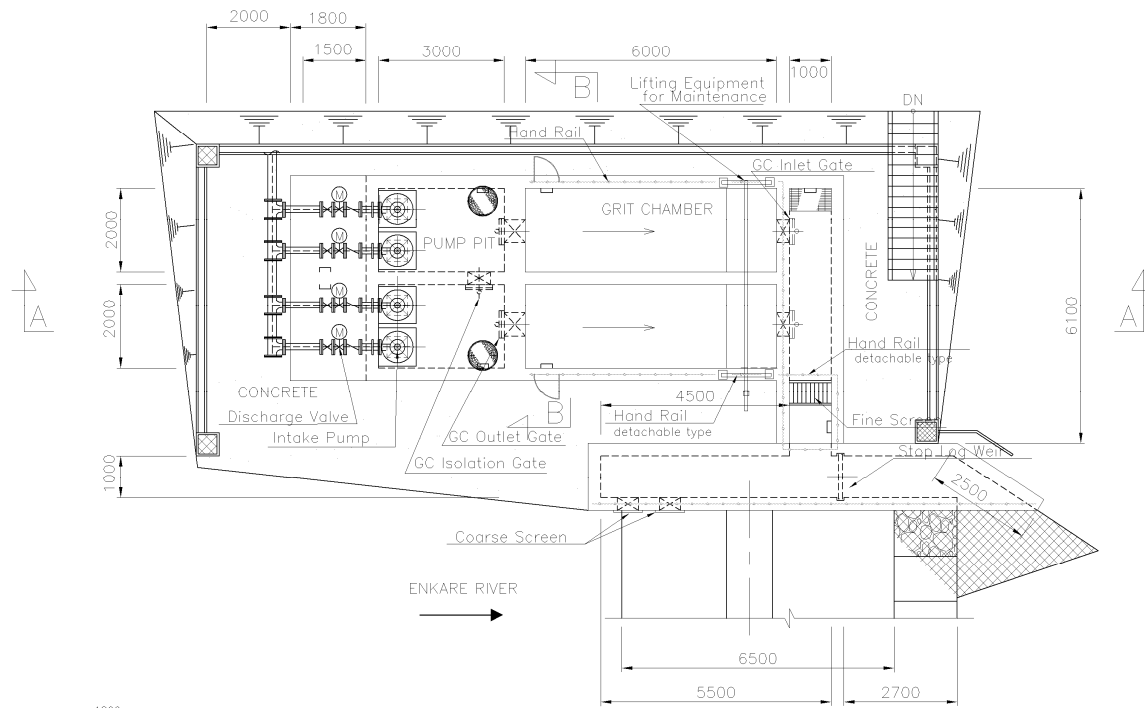 2000
1800
1500
3000
6000
1000
B
Lifting Equipment
for Maintenance
DN
Hand Rail
GC Inlet Gate
M
GRIT CHAMBER
2000
PUMP PIT
M
CONCRETE
A
A
M
2000
6100
M
Hand Rail
detachable type
CONCRETE
4500
Discharge Valve
B
Hand Rail
detachable type
Fine Scr
Intake Pump
GC Outlet Gate
GC Isolation Gate
Stop Log Weir
1000
2500
Coarse Screen
ENKARE RIVER
6500
5500
2700